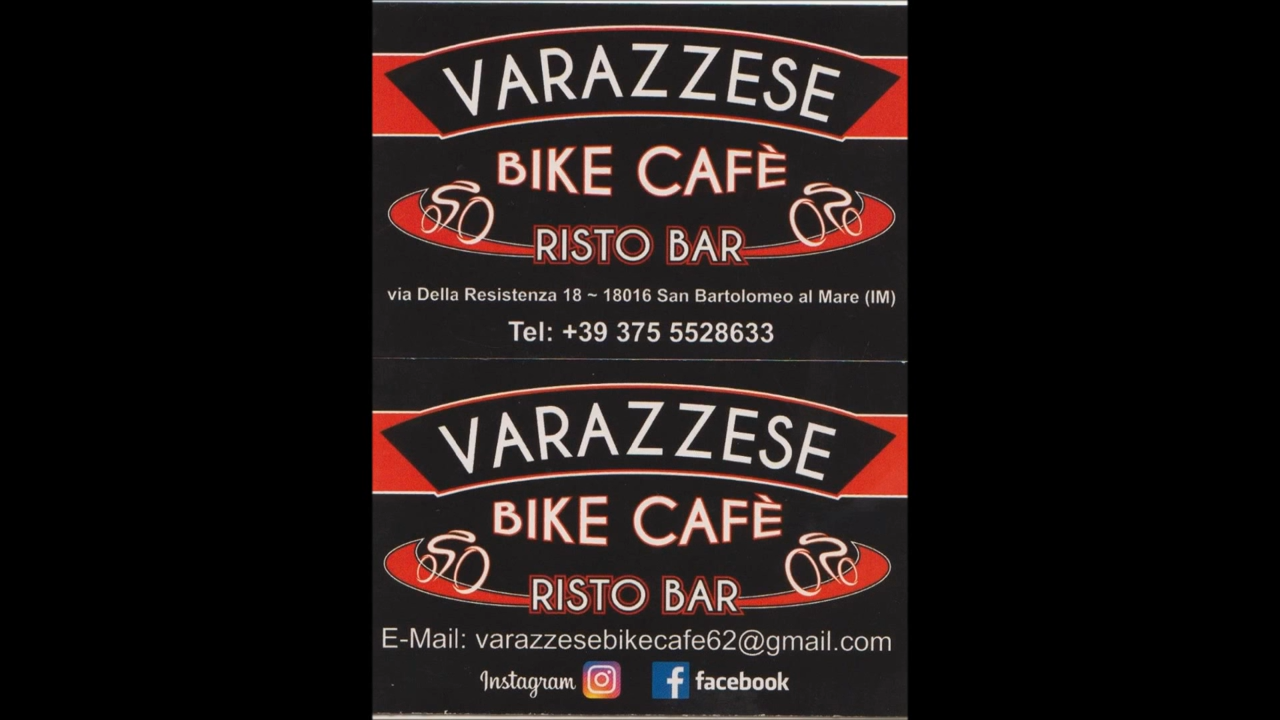 VARAZZESE
BIKE CAFÈ
RISTO BAR
via Della Resistenza 18 ~ 18016 San Bartolomeo al Mare (IM)
Tel: +39 375 5528633
VARAZZESE
BIKE CAFÈ
RISTO BAR
E-Mail: varazzesebikecafe62@gmail.com
Instagram facebook